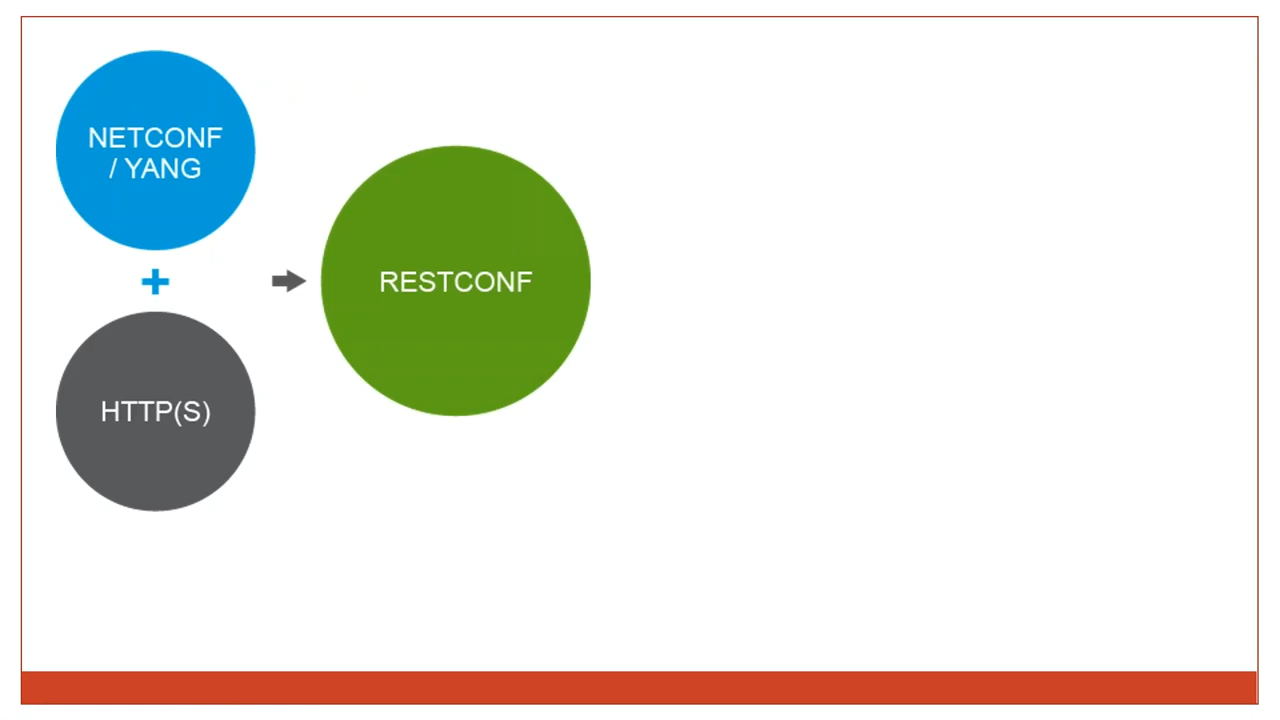 NETCONF
/ YANG
+
HTTP(S)
RESTCONF